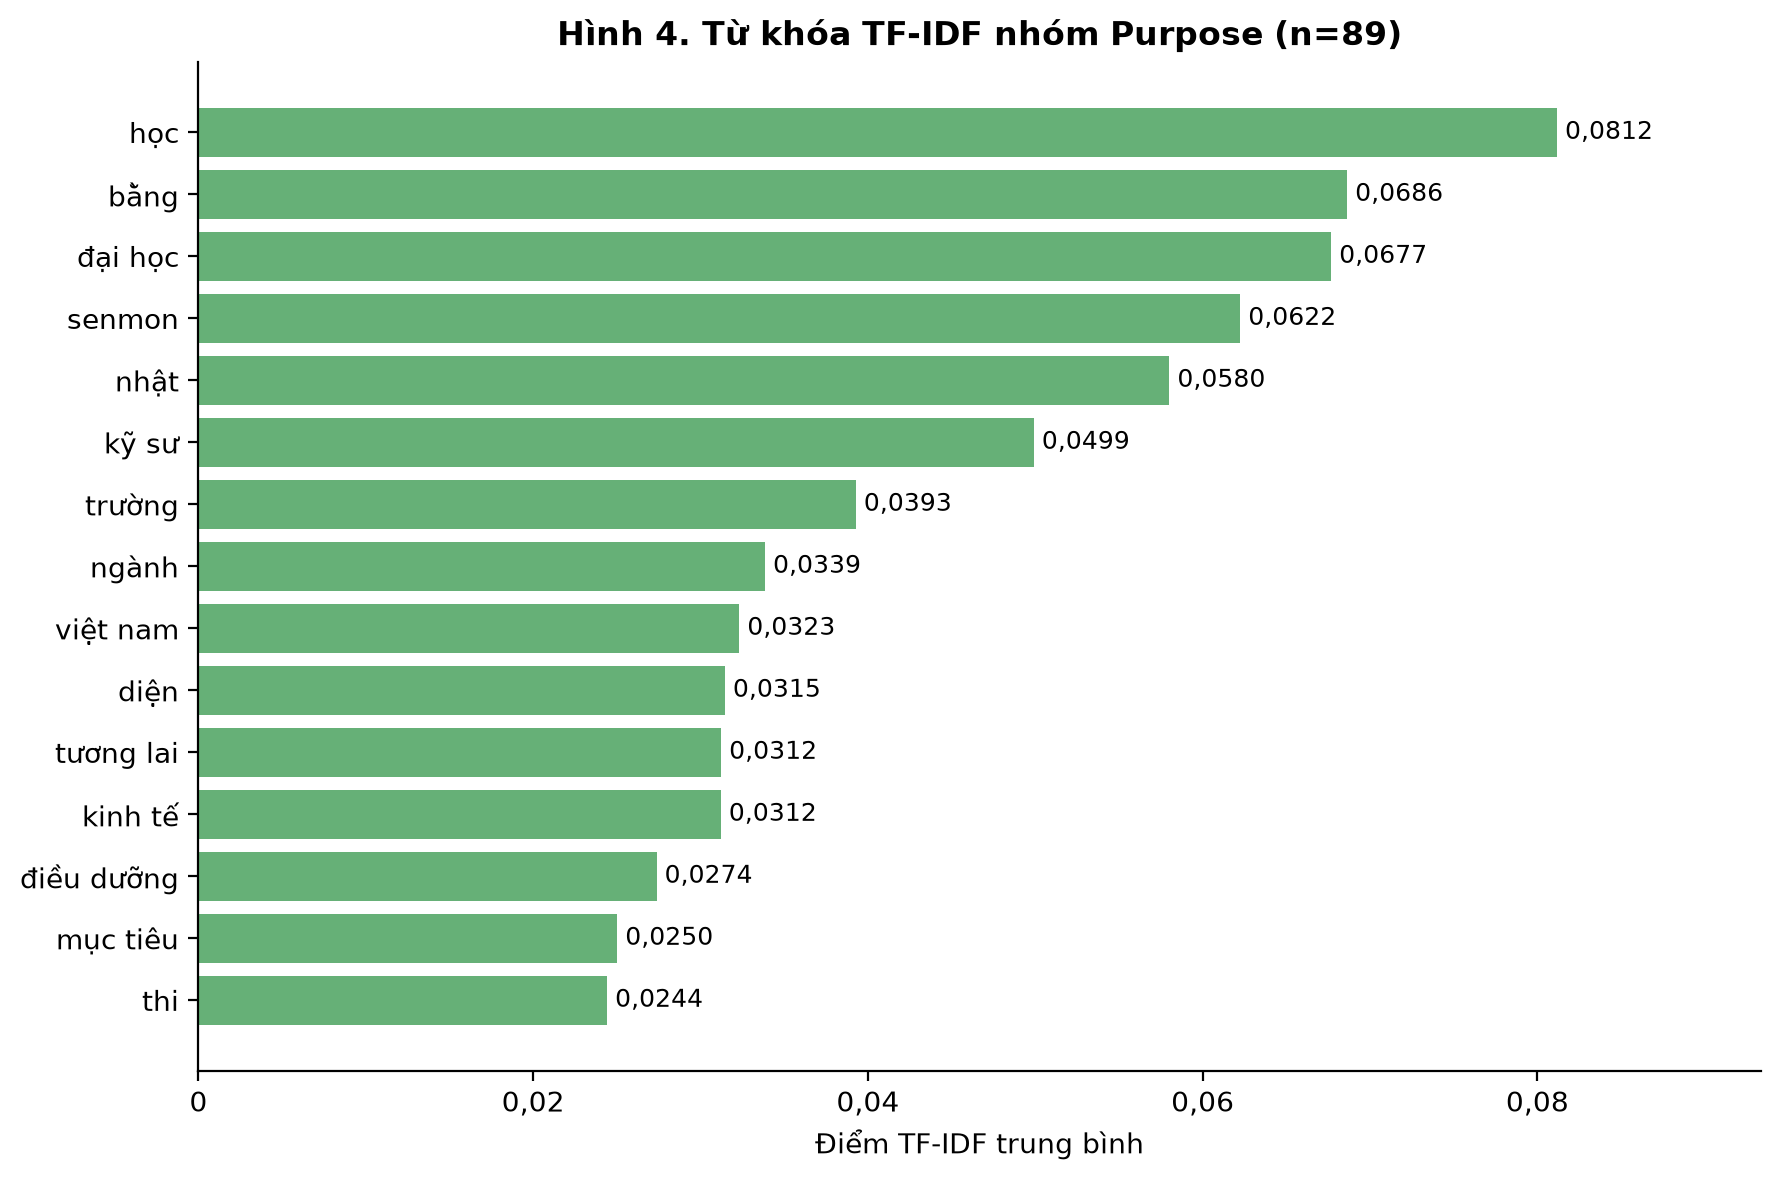 Hình 4. Từ khóa TF-IDF nhóm Purpose (n=89)
học 0,0812
bằng 0,0686
đại học 0,0677
senmon 0,0622
nhật 0,0580
kỹ sư 0,0499
trường 0,0393
ngành 0,0339
việt nam 0,0323
diện 0,0315
tương lai 0,0312
kinh tế 0,0312
điều dưỡng 0,0274
mục tiêu 0,0250
thi 0,0244
0 0,02 0,04 0,06 0,08
Điểm TF-IDF trung bình